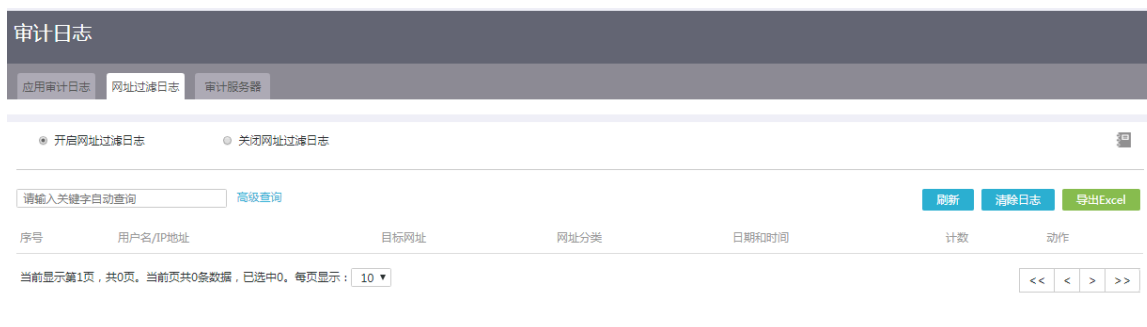 审计日志
应用审计日志 网址过滤日志 审计服务器
开启网址过滤日志 关闭网址过滤日志
请输入关键字自动查询 高级查询 刷新 清除日志 导出Excel
序号 用户名/IP地址 目标网址 网址分类 日期和时间 计数 动作
当前显示第1页，共0页。当前页共0条数据，已选中0。每页显示： 10 << < > >>